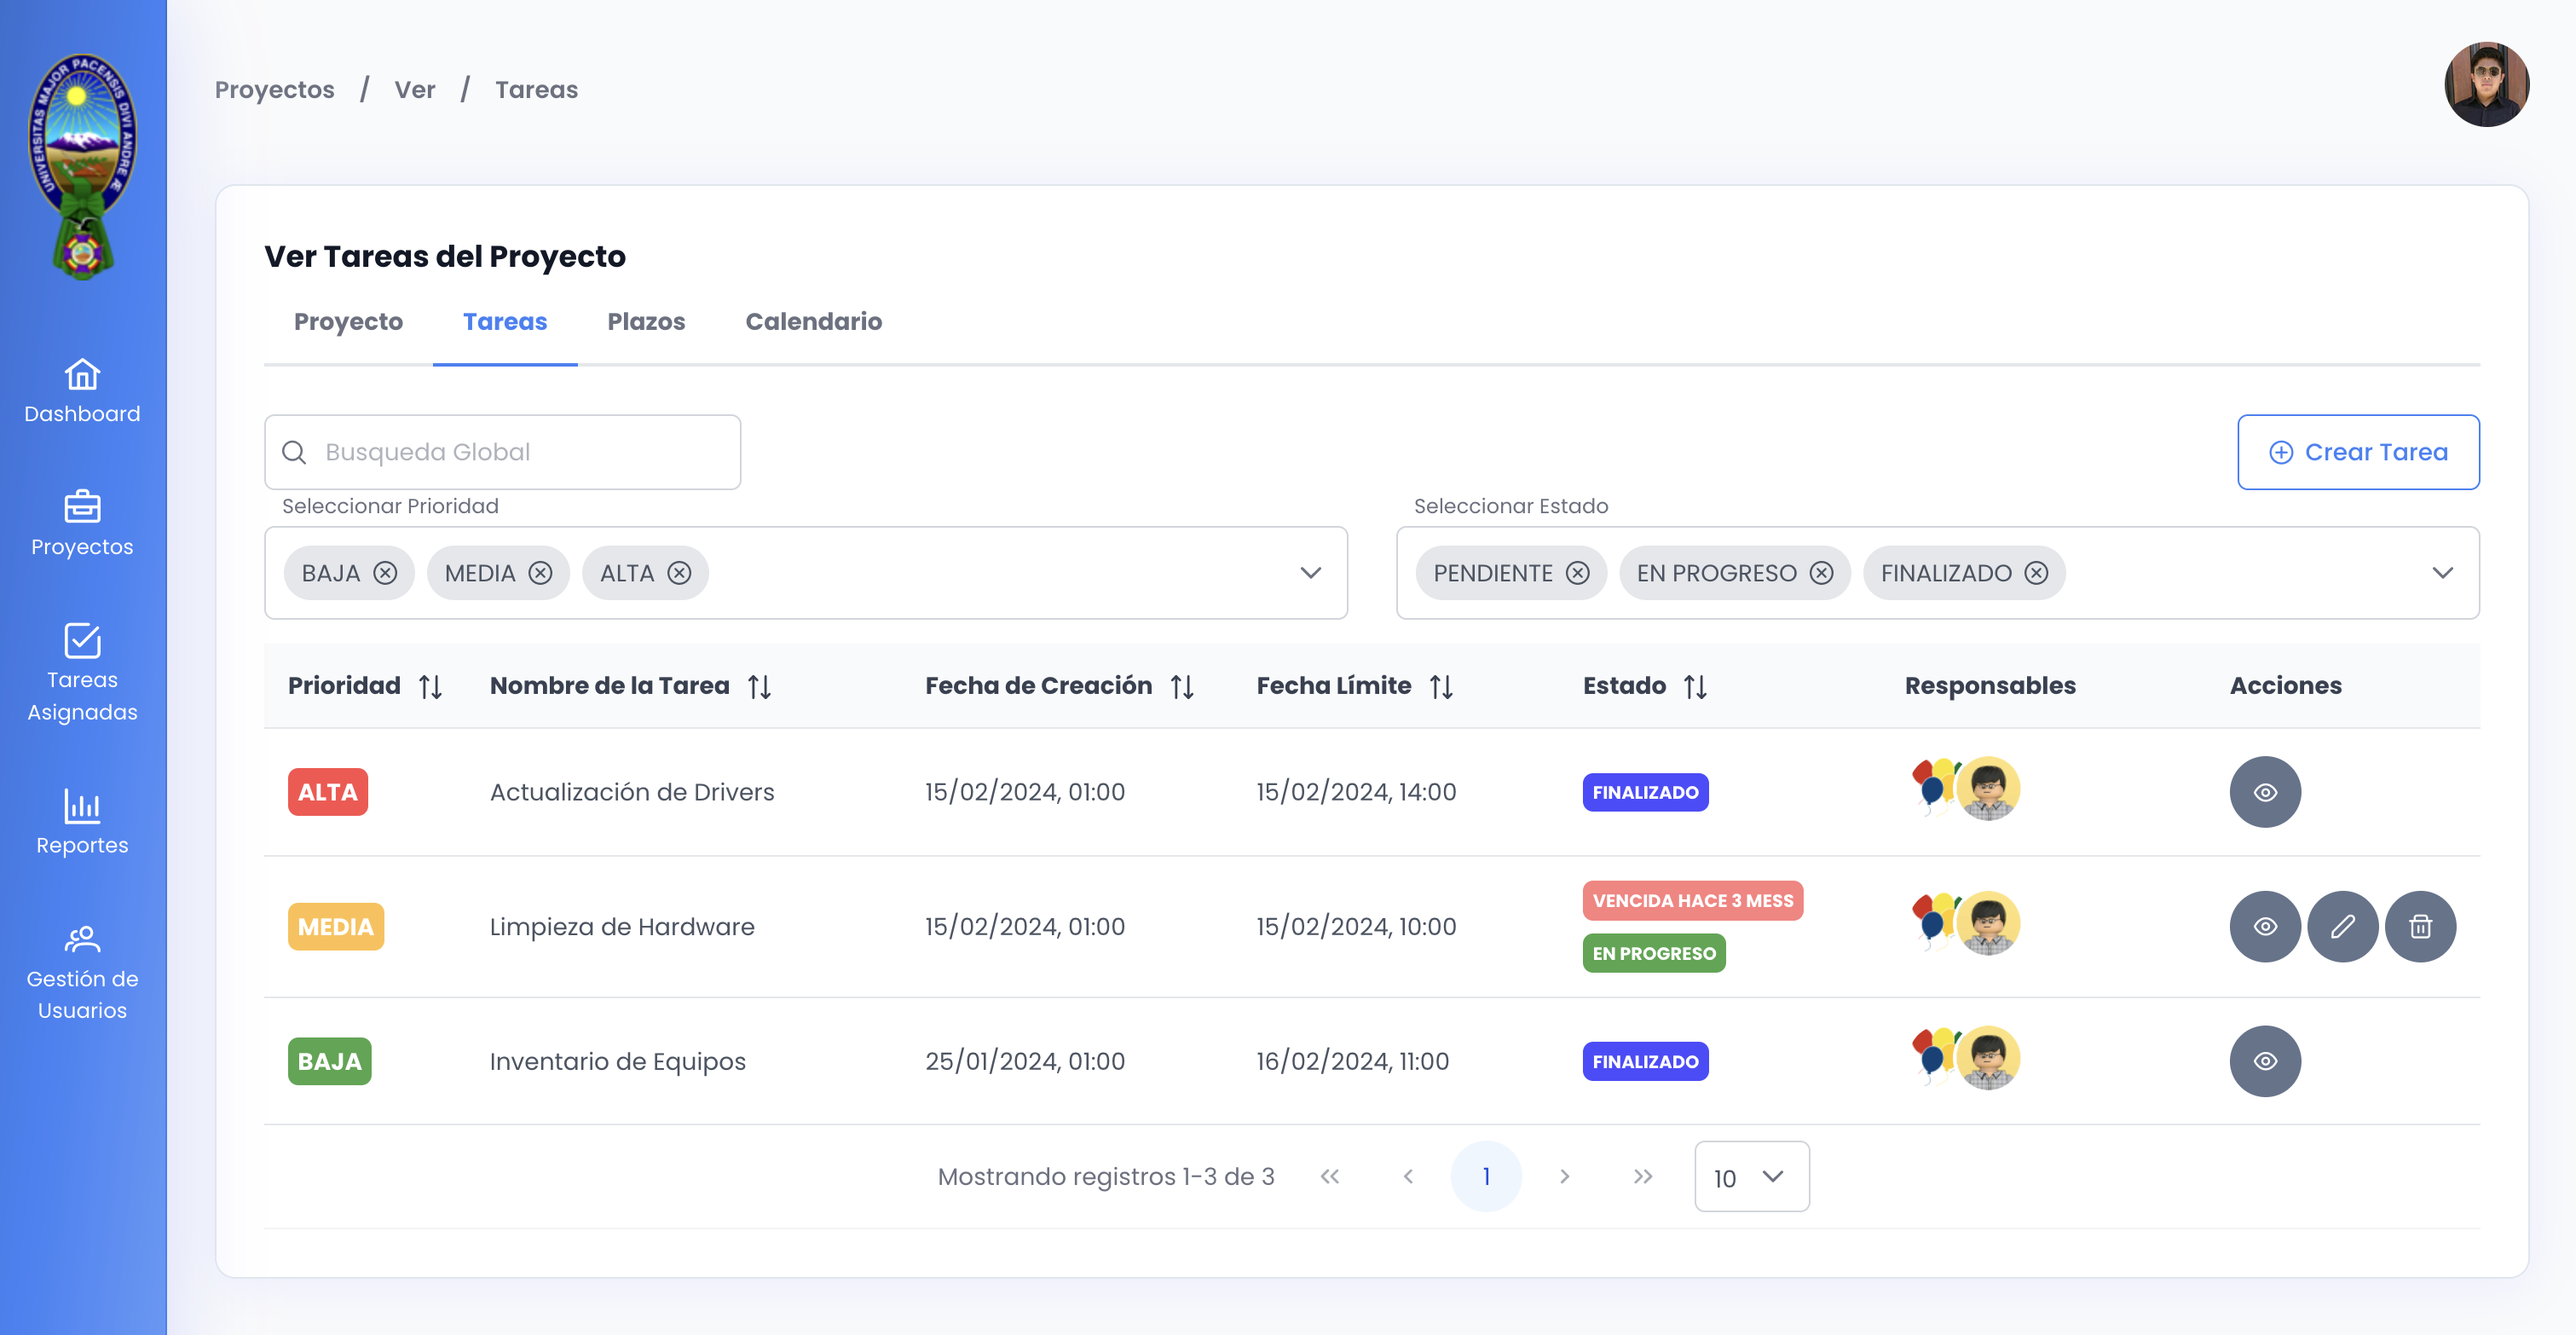 UNIVERSITAS MAJOR PACENSIS DIVI ANDRE Æ
Dashboard
Proyectos
Tareas
Asignadas
Reportes
Gestión de
Usuarios
Proyectos / Ver / Tareas
Ver Tareas del Proyecto
Proyecto Tareas Plazos Calendario
Busqueda Global
Crear Tarea
Seleccionar Prioridad Seleccionar Estado
BAJA MEDIA ALTA PENDIENTE EN PROGRESO FINALIZADO
Prioridad Nombre de la Tarea Fecha de Creación Fecha Límite Estado Responsables Acciones
ALTA Actualización de Drivers 15/02/2024, 01:00 15/02/2024, 14:00 FINALIZADO
MEDIA Limpieza de Hardware 15/02/2024, 01:00 15/02/2024, 10:00 VENCIDA HACE 3 MESS
EN PROGRESO
BAJA Inventario de Equipos 25/01/2024, 01:00 16/02/2024, 11:00 FINALIZADO
Mostrando registros 1-3 de 3 « ‹ 1 › » 10